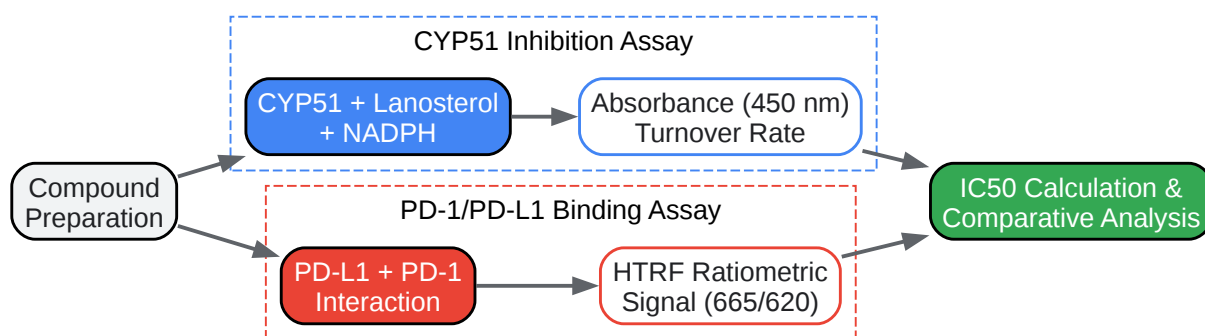 CYP51 Inhibition Assay
CYP51 + Lanosterol
+ NADPH
Absorbance (450 nm)
Turnover Rate
Compound
Preparation
PD-1/PD-L1 Binding Assay
PD-L1 + PD-1
Interaction
HTRF Ratiometric
Signal (665/620)
IC50 Calculation &
Comparative Analysis